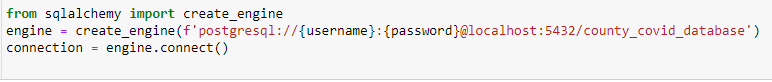 from sqlalchemy import create_engine
engine = create_engine(f'postgresql://{username}:{password}@localhost:5432/county_covid_database')
connection = engine.connect()